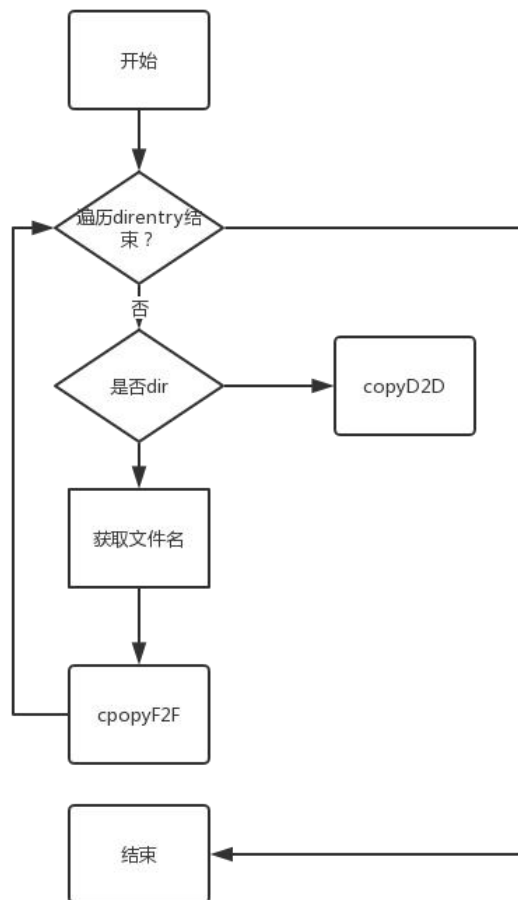 开始
遍历direntry结
束？
否
是否dir
copyD2D
获取文件名
cpopyF2F
结束